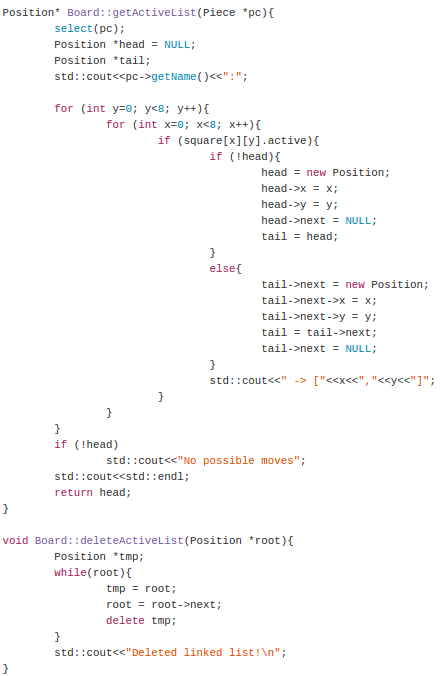 Position* Board::getActiveList(Piece *pc){
        select(pc);
        Position *head = NULL;
        Position *tail;
        std::cout<<pc->getName()<<":";

        for (int y=0; y<8; y++){
                for (int x=0; x<8; x++){
                        if (square[x][y].active){
                                if (!head){
                                        head = new Position;
                                        head->x = x;
                                        head->y = y;
                                        head->next = NULL;
                                        tail = head;
                                }
                                else{
                                        tail->next = new Position;
                                        tail->next->x = x;
                                        tail->next->y = y;
                                        tail = tail->next;
                                        tail->next = NULL;
                                }
                                std::cout<<" -> ["<<x<<","<<y<<"]";
                        }
                }
        }
        if (!head)
                std::cout<<"No possible moves";
        std::cout<<std::endl;
        return head;
}

void Board::deleteActiveList(Position *root){
        Position *tmp;
        while(root){
                tmp = root;
                root = root->next;
                delete tmp;
        }
        std::cout<<"Deleted linked list!\n";
}